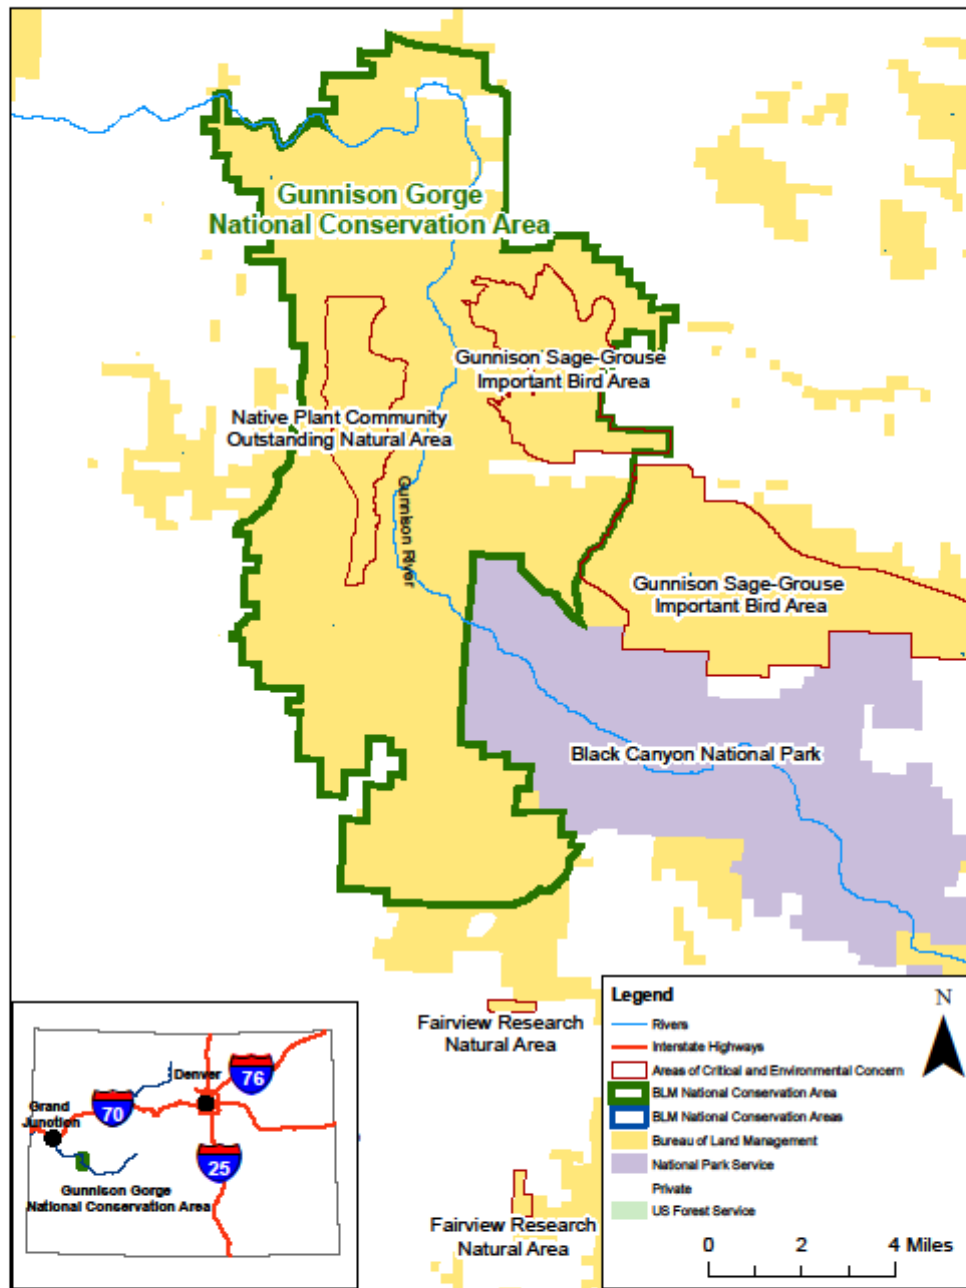 Gunnison Gorge
National Conservation Area
Gunnison Sage-Grouse
Important Bird Area
Native Plant Community
Outstanding Natural Area
Gunnison River
Gunnison Sage-Grouse
Important Bird Area
Black Canyon National Park
Fairview Research
Natural Area
Fairview Research
Natural Area
Denver
76
70
Grand
Junction
25
Gunnison Gorge
National Conservation Area
Legend
N
Rivers
Interstate Highways
Areas of Critical and Environmental Concern
BLM National Conservation Area
BLM National Conservation Areas
Bureau of Land Management
National Park Service
Private
US Forest Service
0 2 4 Miles